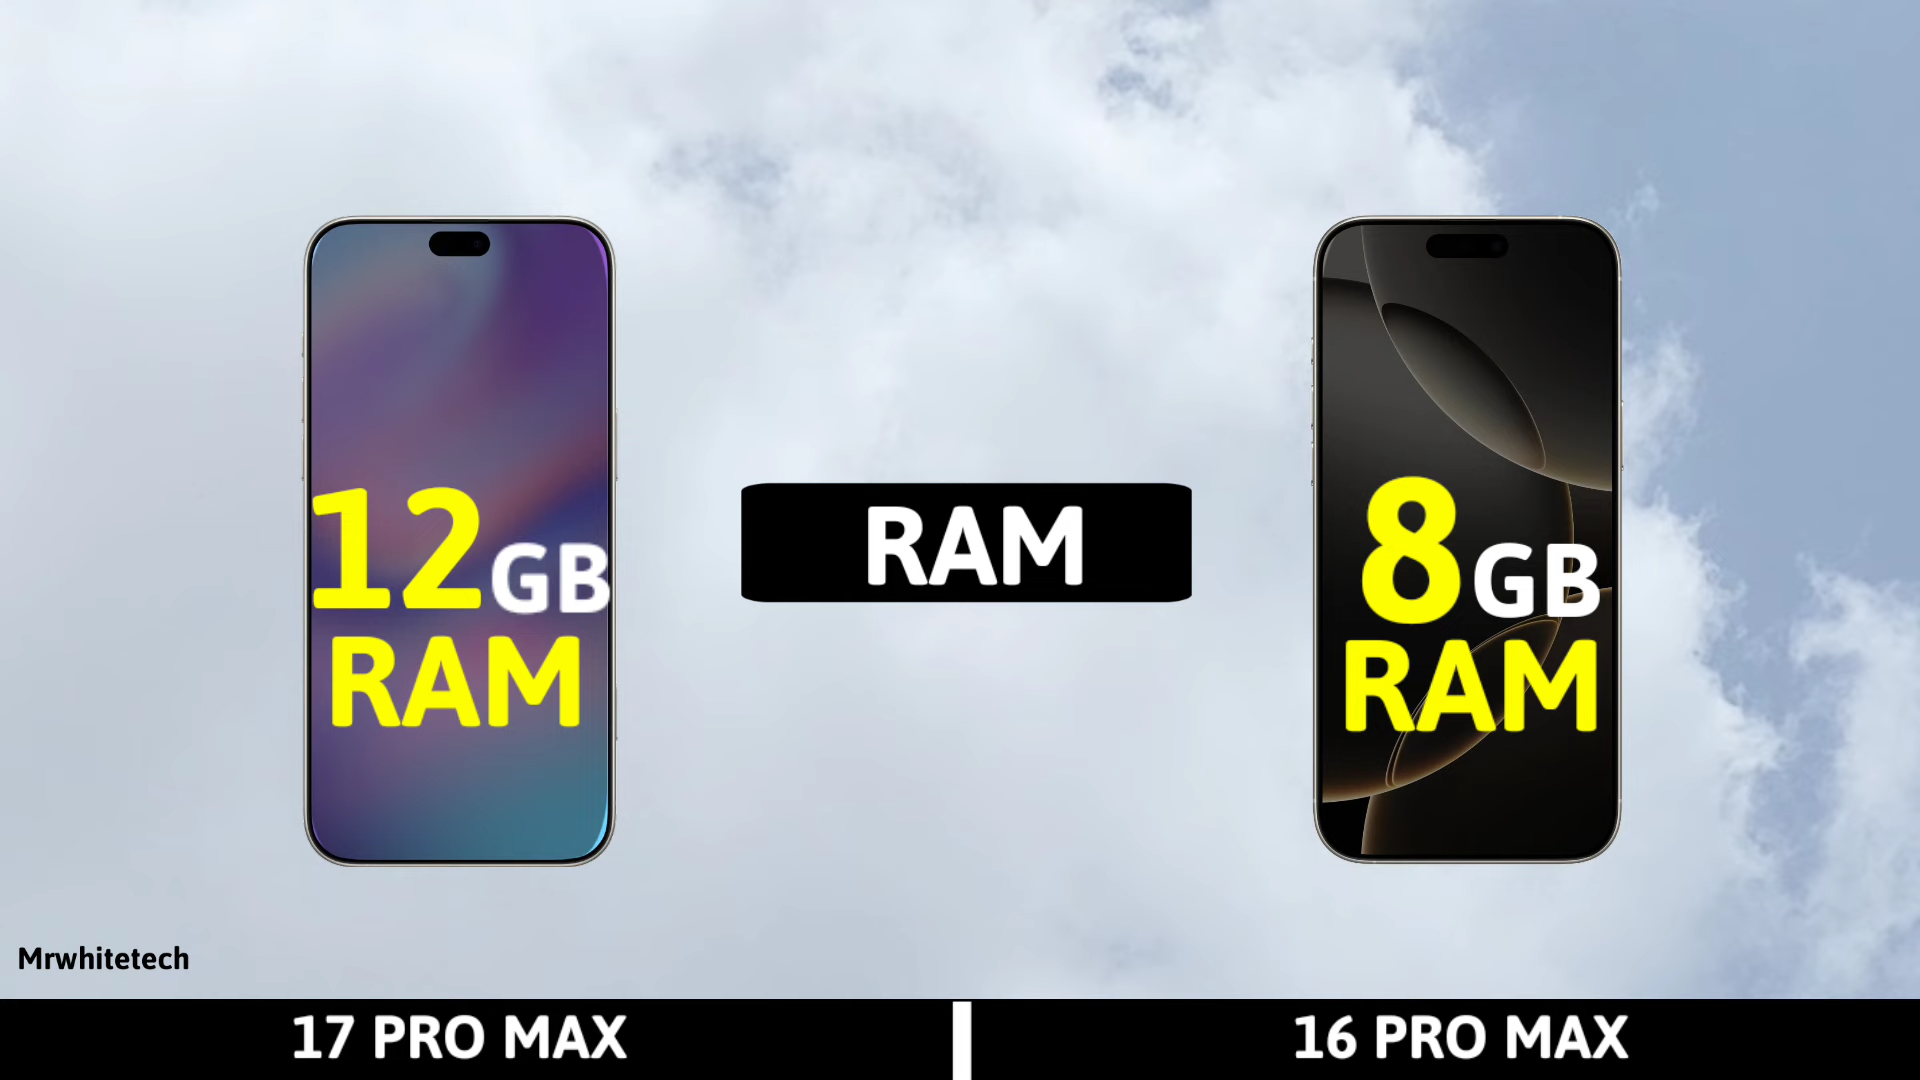 12GB
RAM
RAM
8GB
RAM
Mrwhitetech
17 PRO MAX
16 PRO MAX